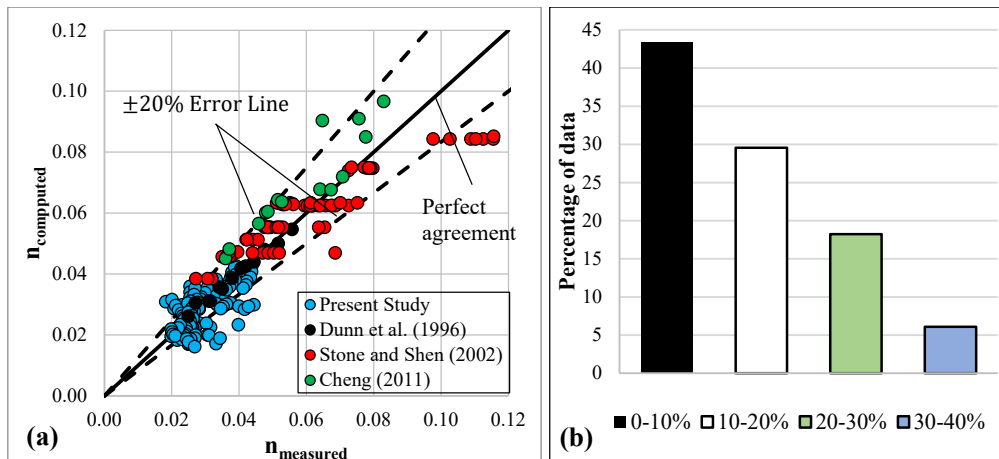 0.12
0.10
0.08
0.06
0.04
0.02
0.00
0.00 0.02 0.04 0.06 0.08 0.10 0.12
n_compputed
n_measured
±20% Error Line
Perfect
agreement
Present Study
Dunn et al. (1996)
Stone and Shen (2002)
Cheng (2011)
(a)
45
40
35
30
25
20
15
10
5
0
Percentage of data
0-10% 10-20% 20-30% 30-40%
(b)